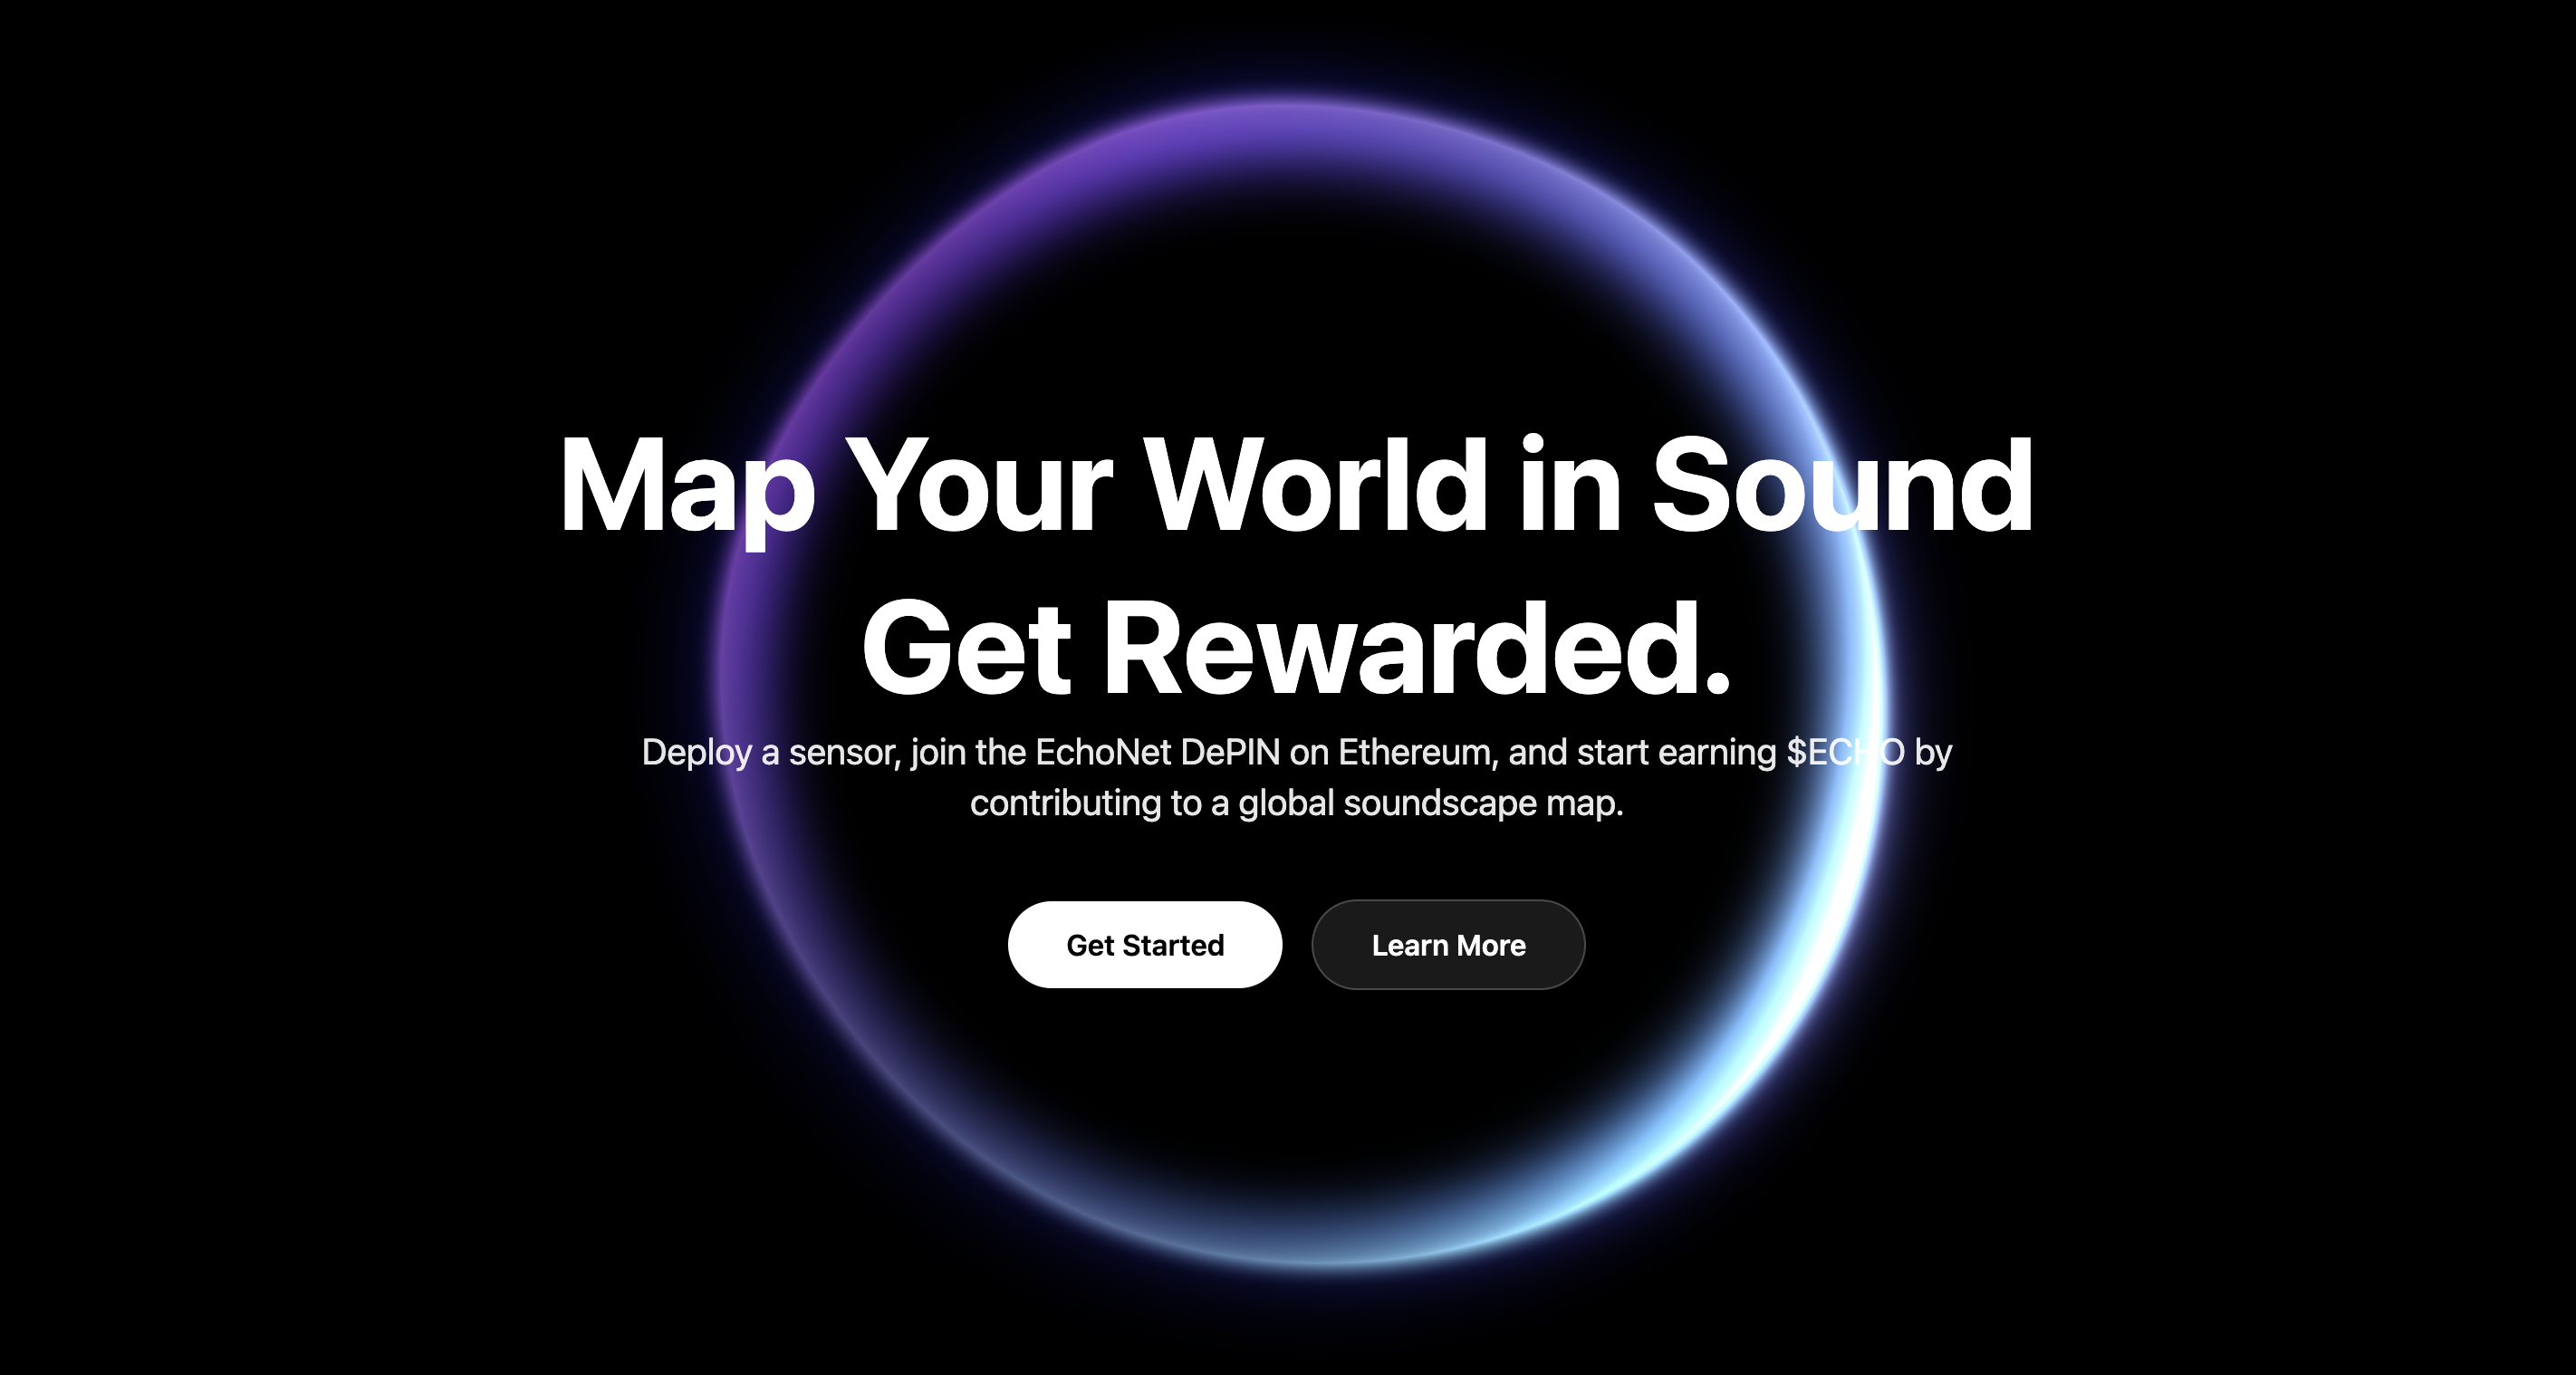 Map Your World in Sound
Get Rewarded.
Deploy a sensor, join the EchoNet DePIN on Ethereum, and start earning $ECHO by
contributing to a global soundscape map.
Get Started
Learn More